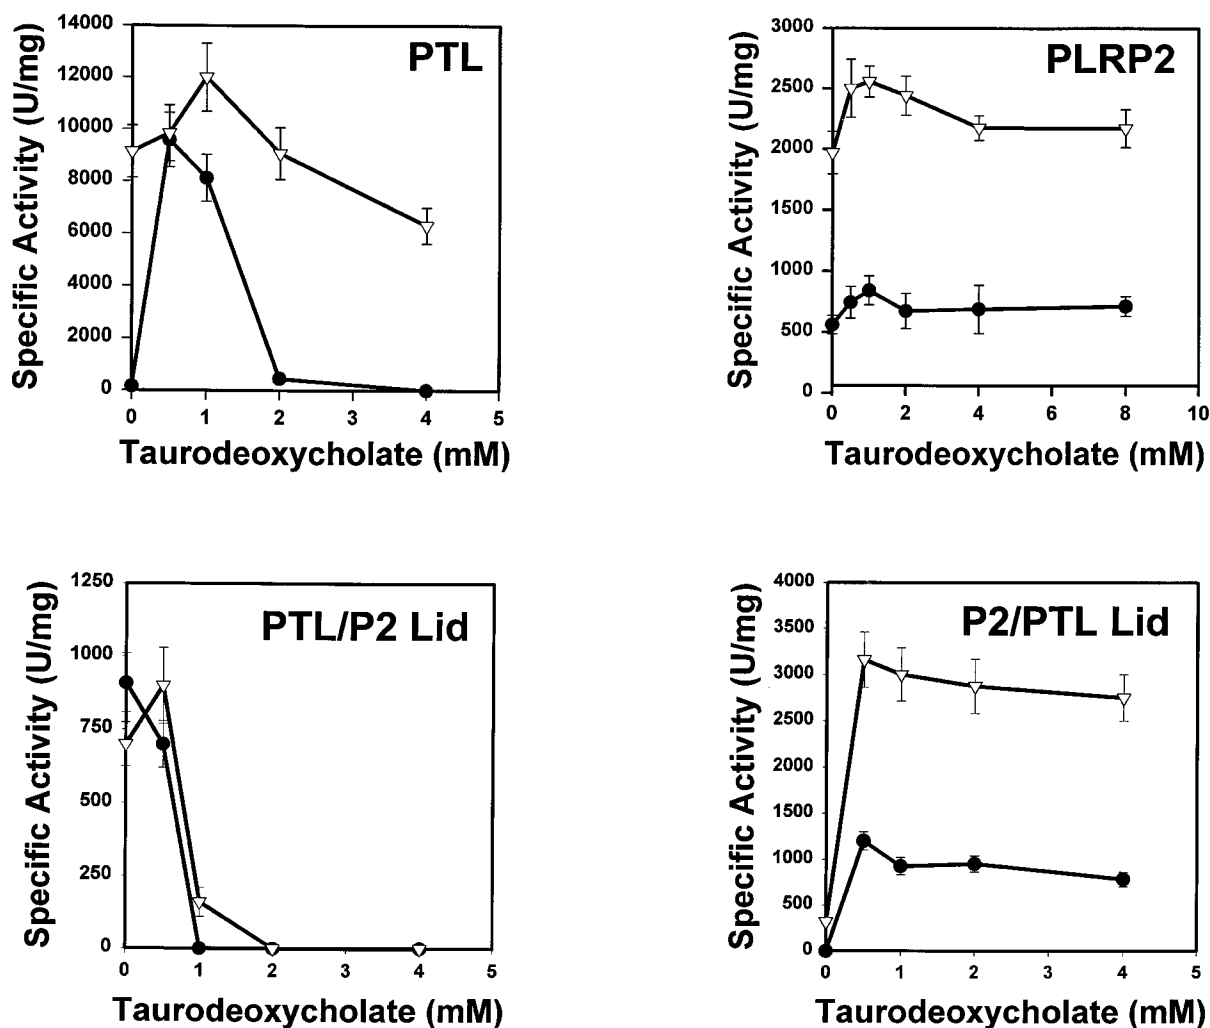 PTL
Specific Activity (U/mg)
14000
12000
10000
8000
6000
4000
2000
0
0 1 2 3 4 5
Taurodeoxycholate (mM)
PLRP2
Specific Activity (U/mg)
3000
2500
2000
1500
1000
500
0
0 2 4 6 8 10
Taurodeoxycholate (mM)
PTL/P2 Lid
Specific Activity (U/mg)
1250
1000
750
500
250
0
0 1 2 3 4 5
Taurodeoxycholate (mM)
P2/PTL Lid
Specific Activity (U/mg)
4000
3500
3000
2500
2000
1500
1000
500
0
0 1 2 3 4 5
Taurodeoxycholate (mM)